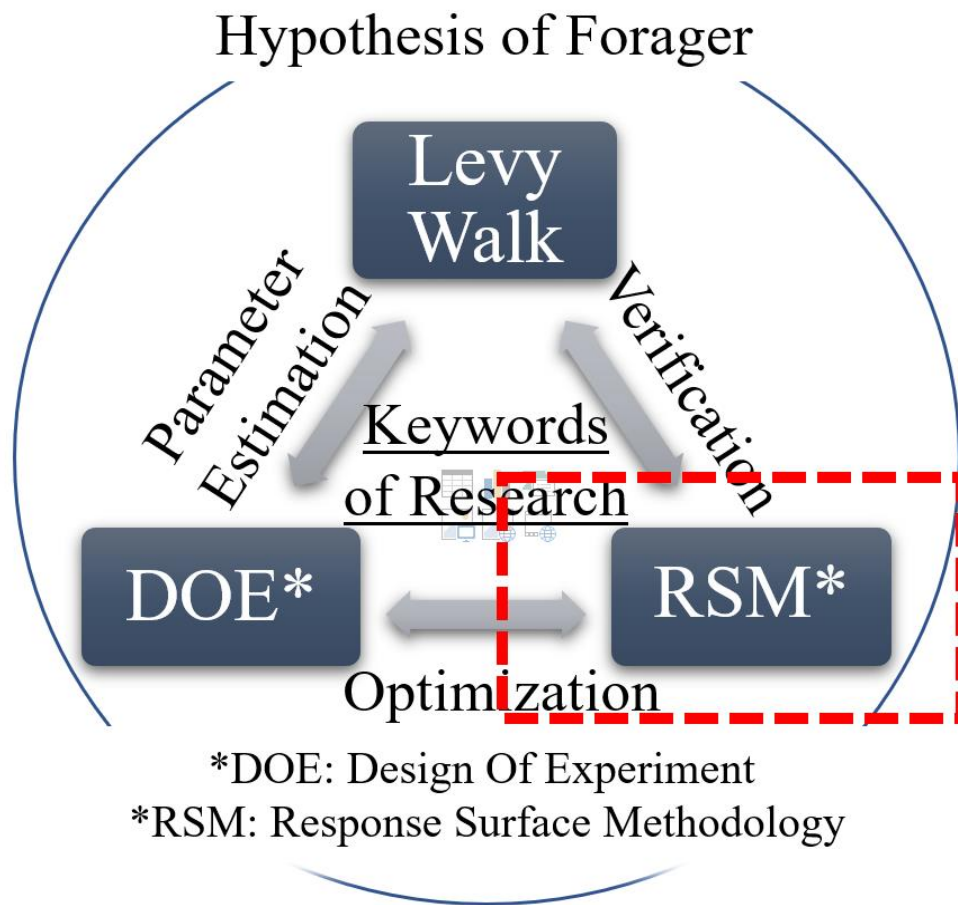 Hypothesis of Forager
Levy
Walk
Parameter
Estimation
Verification
Keywords
of Research
DOE*
RSM*
Optimization
*DOE: Design Of Experiment
*RSM: Response Surface Methodology